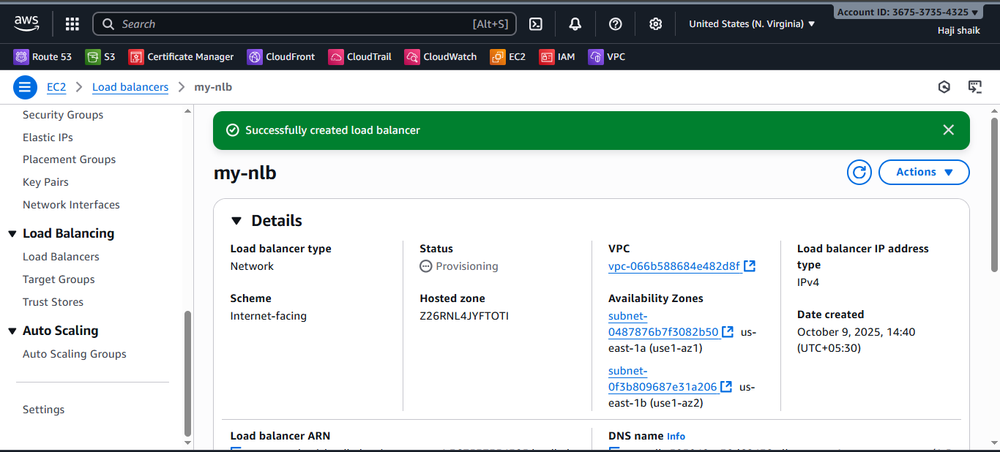 aws
Search [Alt+S]
United States (N. Virginia) ▼
Account ID: 3675-3735-4325 ▼
Haji shaik
Route 53 S3 Certificate Manager CloudFront CloudTrail CloudWatch EC2 IAM VPC
EC2 > Load balancers > my-nlb
Security Groups
Elastic IPs
Placement Groups
Key Pairs
Network Interfaces
Load Balancing
Load Balancers
Target Groups
Trust Stores
Auto Scaling
Auto Scaling Groups
Settings
Successfully created load balancer
my-nlb
Actions ▼
Details
Load balancer type
Network
Scheme
Internet-facing
Status
Provisioning
Hosted zone
Z26RNL4JYFTOTI
VPC
vpc-066b588684e482d8f
Availability Zones
subnet-
0487876b7f3082b50 us-
east-1a (use1-az1)
subnet-
0f3b809687e31a206 us-
east-1b (use1-az2)
Load balancer IP address
type
IPv4
Date created
October 9, 2025, 14:40
(UTC+05:30)
Load balancer ARN
DNS name Info